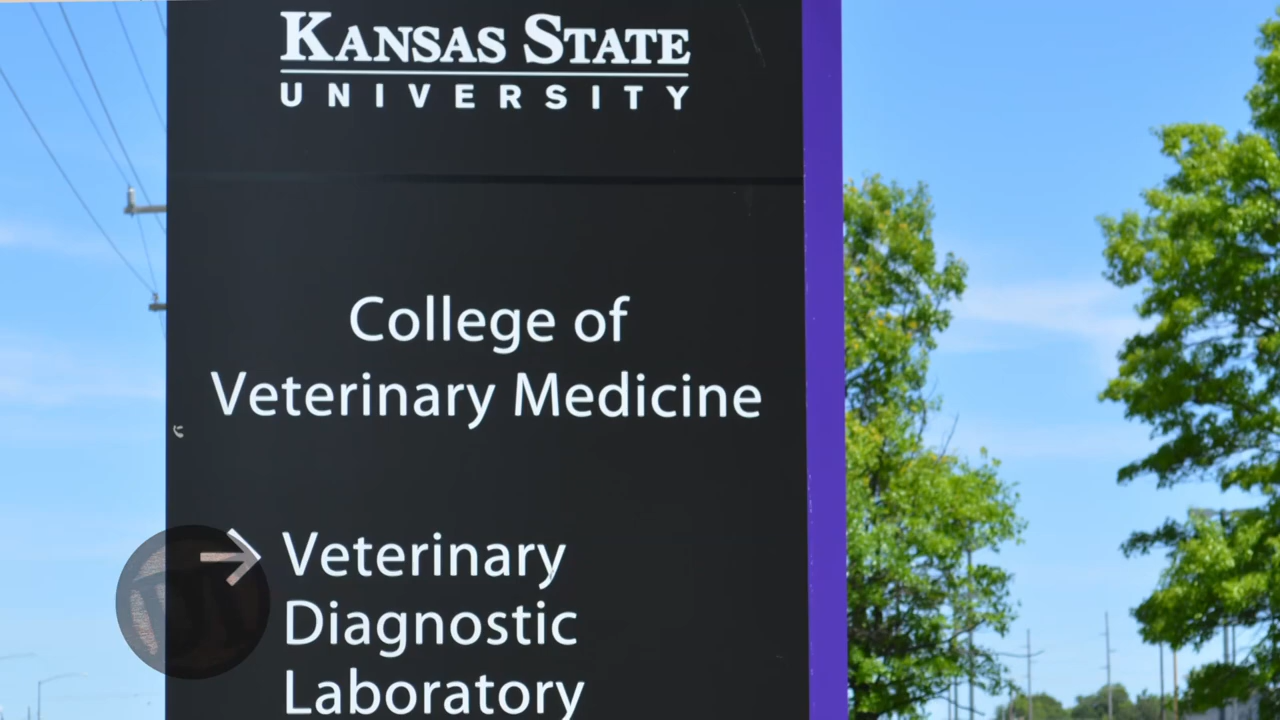 KANSAS STATE
UNIVERSITY
College of
Veterinary Medicine
Veterinary
Diagnostic
Laboratory